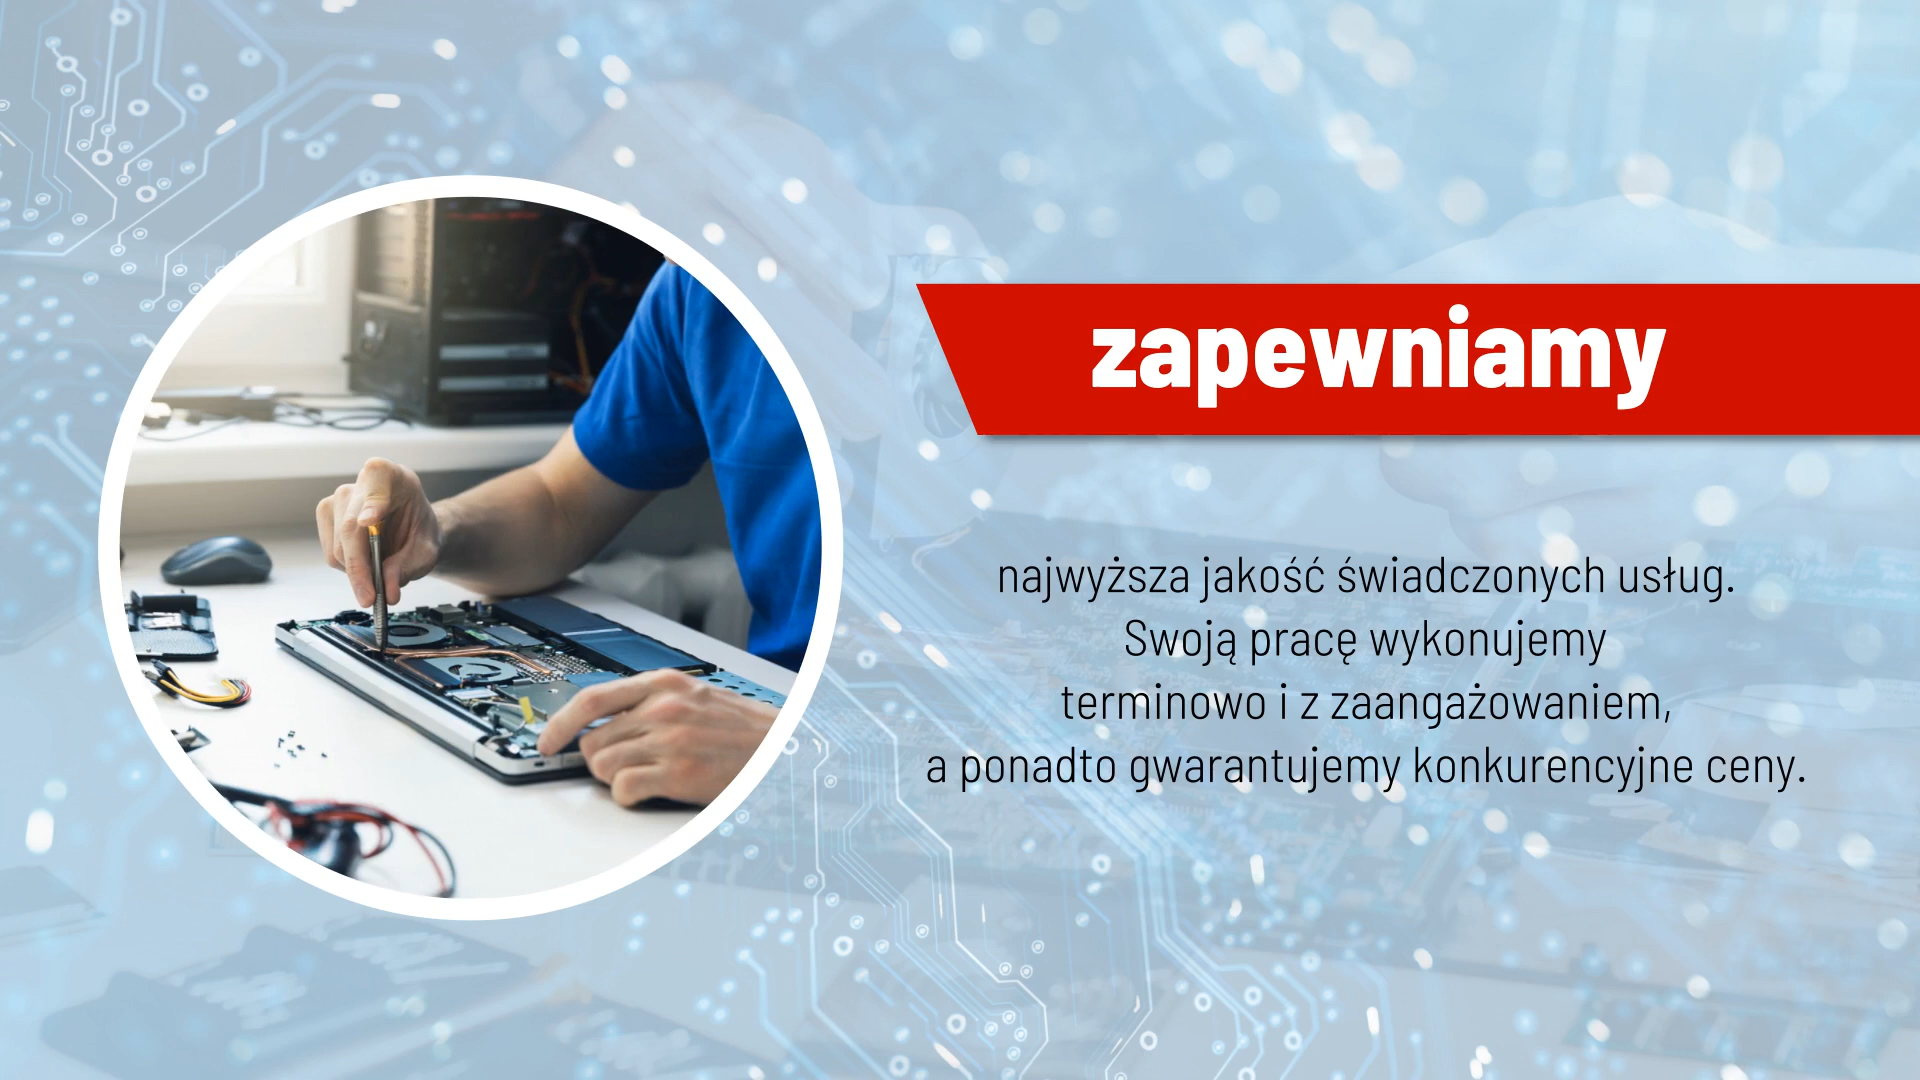 zapewniamy
najwyższa jakość świadczonych usług.
Swoją pracę wykonujemy
terminowo i z zaangażowaniem,
a ponadto gwarantujemy konkurencyjne ceny.